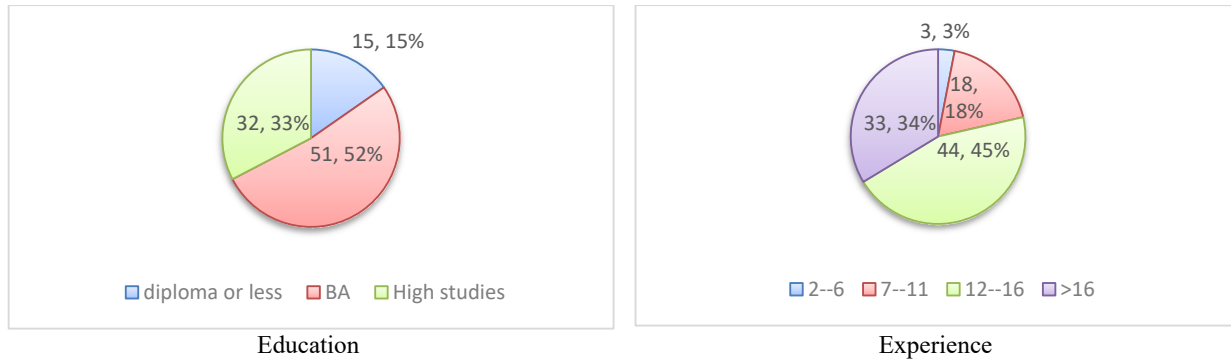 15, 15%
32, 33%
51, 52%
diploma or less BA High studies
Education
3, 3%
18,
18%
33, 34%
44, 45%
2--6 7--11 12--16 >16
Experience